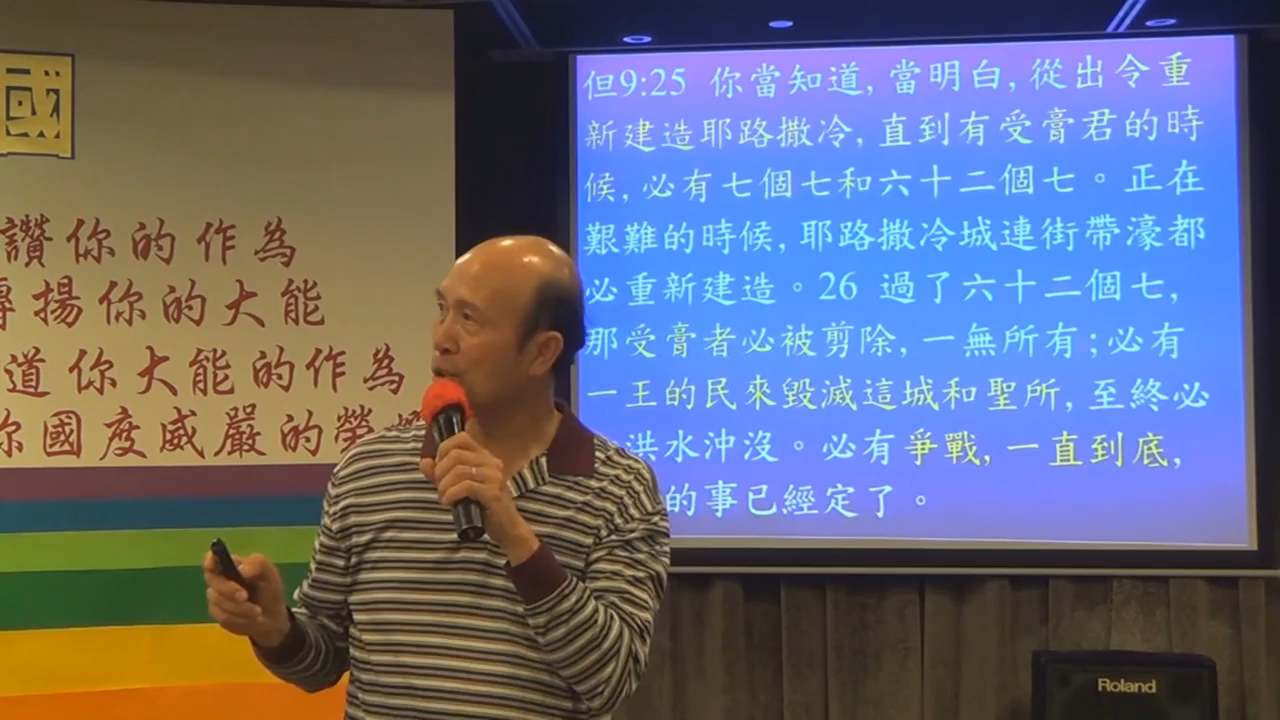 國
讚你的作為
揚你的大能
道你大能的作為
你國度威嚴的榮
但9:25 你當知道, 當明白, 從出令重
新建造耶路撒冷, 直到有受膏君的時
候, 必有七個七和六十二個七。正在
艱難的時候, 耶路撒冷城連街帶濠都
必重新建造。26 過了六十二個七,
那受膏者必被剪除, 一無所有; 必有
一王的民來毀滅這城和聖所, 至終必
洪水沖沒。必有爭戰, 一直到底,
的事已經定了。
Roland